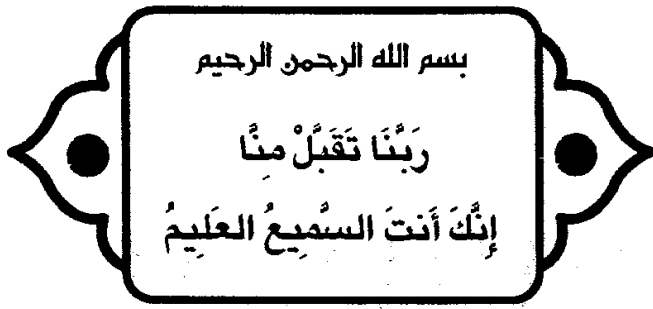 بسم الله الرحمن الرحيم
رَبَّنَا تَقَبَّلْ مِنَّا
إِنَّكَ أَنتَ السَّمِيعُ العَلِيمُ